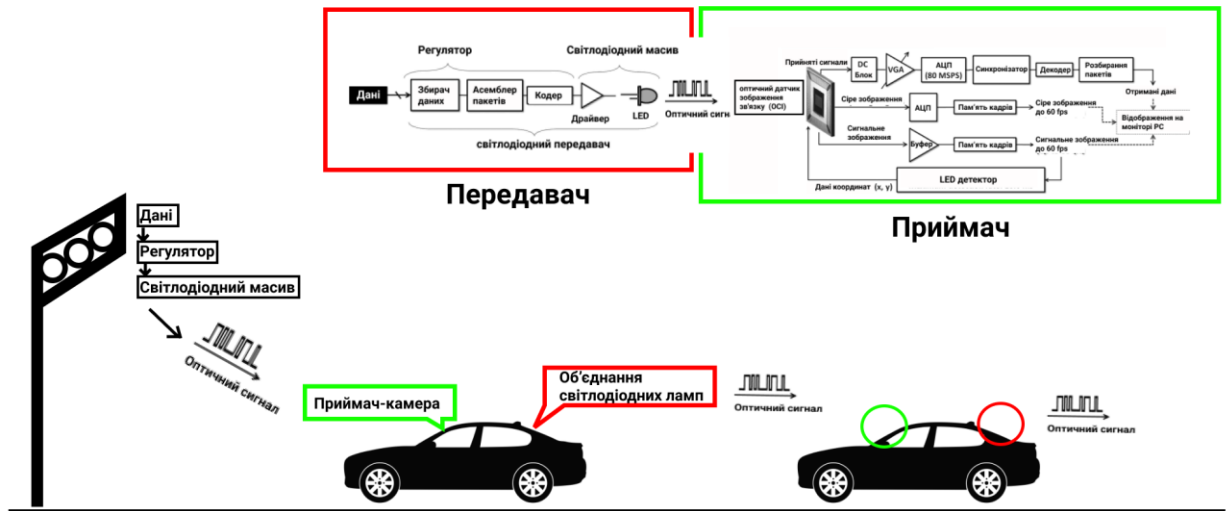 Регулятор
Світлодіодний масив
Дані
Збирач
даних
Асемблер
пакетів
Кодер
Драйвер
LED
Оптичний сигн
світлодіодний передавач
Передавач
Прийняті сигнали
DC
Блок
VGA
АЦП
(80 MSPS)
Синхронізатор
Декодер
Розбирання
пакетів
Отримані дані
оптичний датчик
зображення
зв'язку (OCI)
Сіре зображення
АЦП
Пам'ять кадрів
Сіре зображення
до 60 fps
Відображення на
моніторі PC
Сигнальне
зображення
Буфер
Пам'ять кадрів
Сигнальне зображення
до 60 fps
LED детектор
Дані координат (x, y)
Приймач
Дані
Регулятор
Світлодіодний масив
Оптичний сигнал
Приймач-камера
Об'єднання
світлодіодних ламп
Оптичний сигнал
Оптичний сигнал